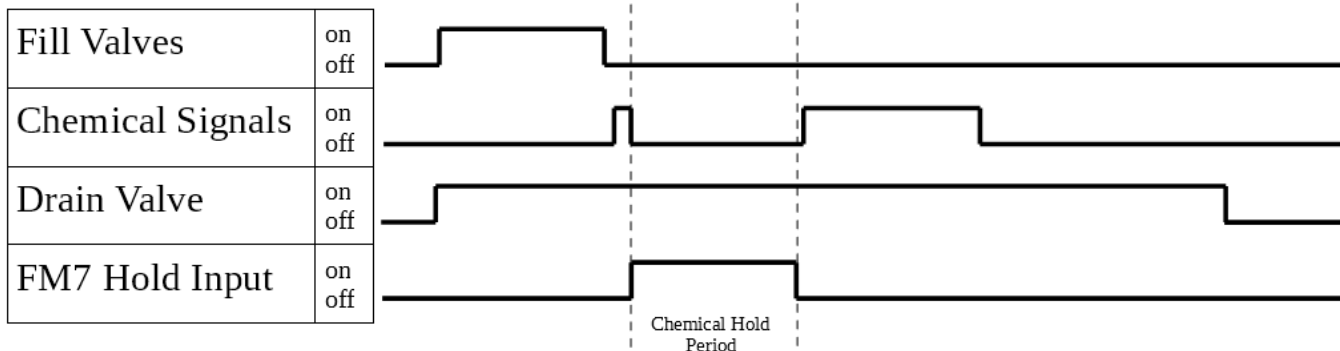 Fill Valves
on
off
Chemical Signals
on
off
Drain Valve
on
off
FM7 Hold Input
on
off
Chemical Hold
Period